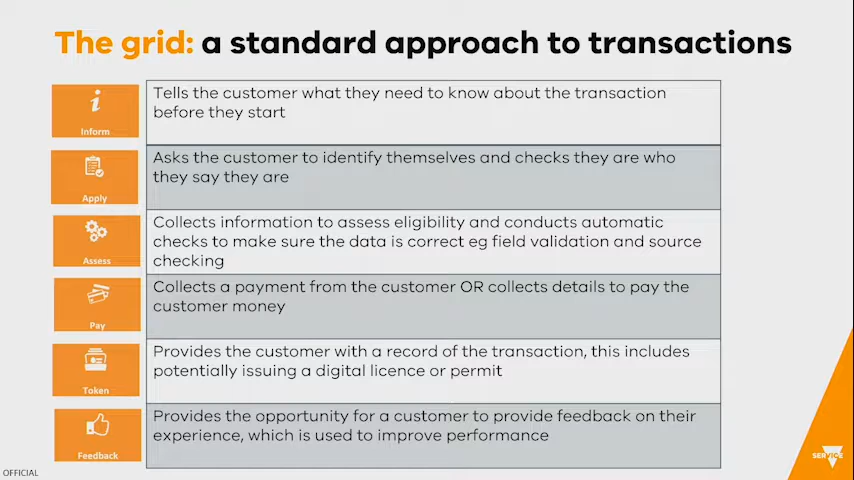 The grid: a standard approach to transactions
Inform
Tells the customer what they need to know about the transaction
before they start
Apply
Asks the customer to identify themselves and checks they are who
they say they are
Assess
Collects information to assess eligibility and conducts automatic
checks to make sure the data is correct eg field validation and source
checking
Pay
Collects a payment from the customer OR collects details to pay the
customer money
Token
Provides the customer with a record of the transaction, this includes
potentially issuing a digital licence or permit
Feedback
Provides the opportunity for a customer to provide feedback on their
experience, which is used to improve performance
SERVICE
OFFICIAL